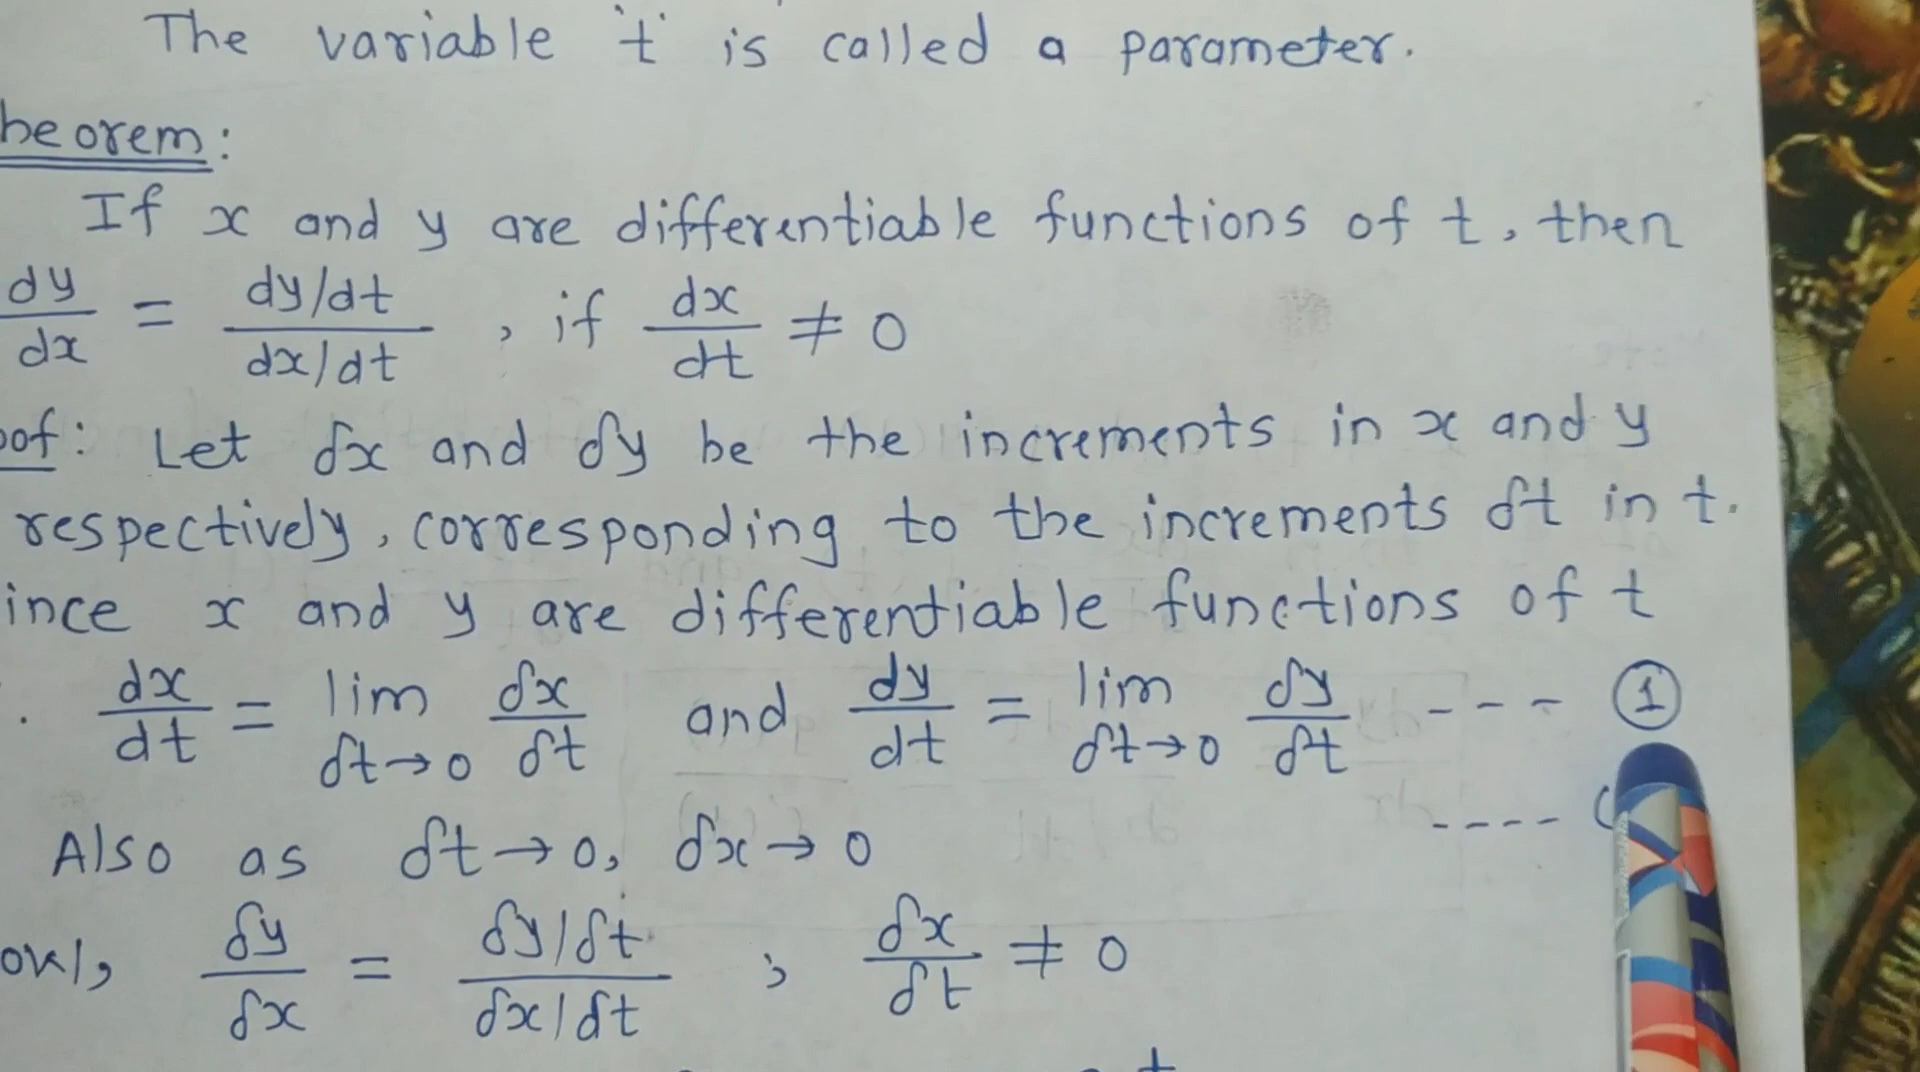 The variable 't' is called a parameter.
heorem:
If x and y are differentiable functions of t, then
dy/dx = (dy/dt)/(dx/dt), if dx/dt ≠ 0
oof: Let δx and δy be the increments in x and y
respectively, corresponding to the increments δt in t.
ince x and y are differentiable functions of t
. dx/dt = lim δt→0 δx/δt and dy/dt = lim δt→0 δy/δt --- ①
Also as δt→0, δx→0 ----
δy/δx = (δy/δt)/(δx/δt) ; δx/δt ≠ 0